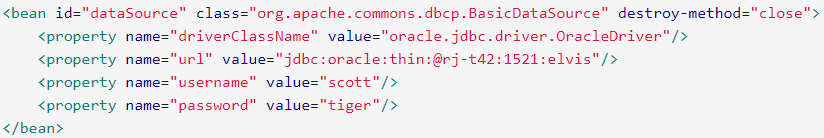 <bean id="dataSource" class="org.apache.commons.dbcp.BasicDataSource" destroy-method="close">
    <property name="driverClassName" value="oracle.jdbc.driver.OracleDriver"/>
    <property name="url" value="jdbc:oracle:thin:@rj-t42:1521:elvis"/>
    <property name="username" value="scott"/>
    <property name="password" value="tiger"/>
</bean>